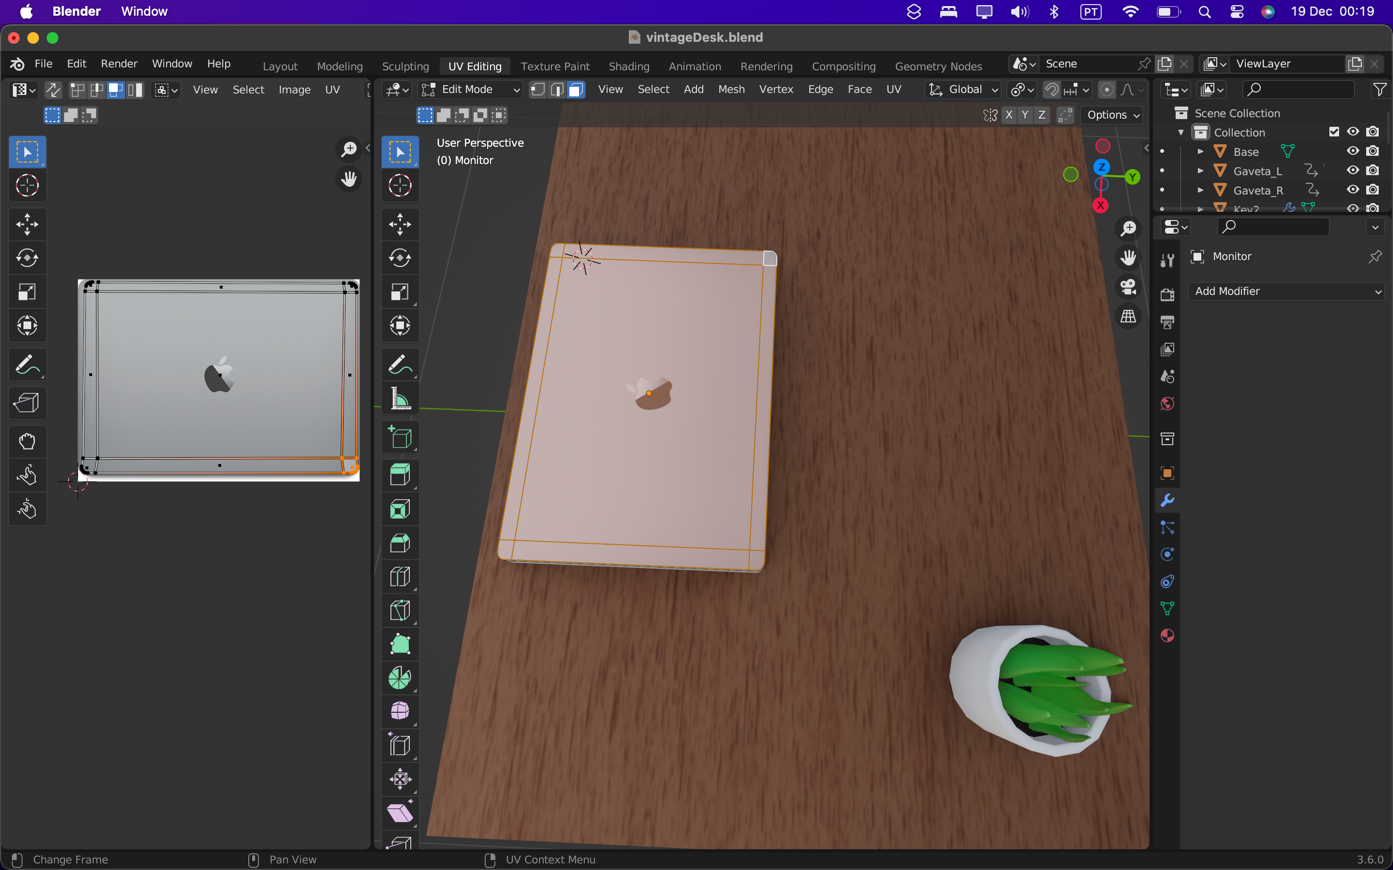 Blender Window PT 19 Dec 00:19
vintageDesk.blend
File Edit Render Window Help Layout Modeling Sculpting UV Editing Texture Paint Shading Animation Rendering Compositing Geometry Nodes Scene ViewLayer
View Select Image UV Edit Mode View Select Add Mesh Vertex Edge Face UV Global
X Y Z Options
Scene Collection
Collection
Base
Gaveta_L
Gaveta_R
Key2
User Perspective
(0) Monitor
Z
Y
X
Monitor
Add Modifier
Change Frame Pan View UV Context Menu 3.6.0